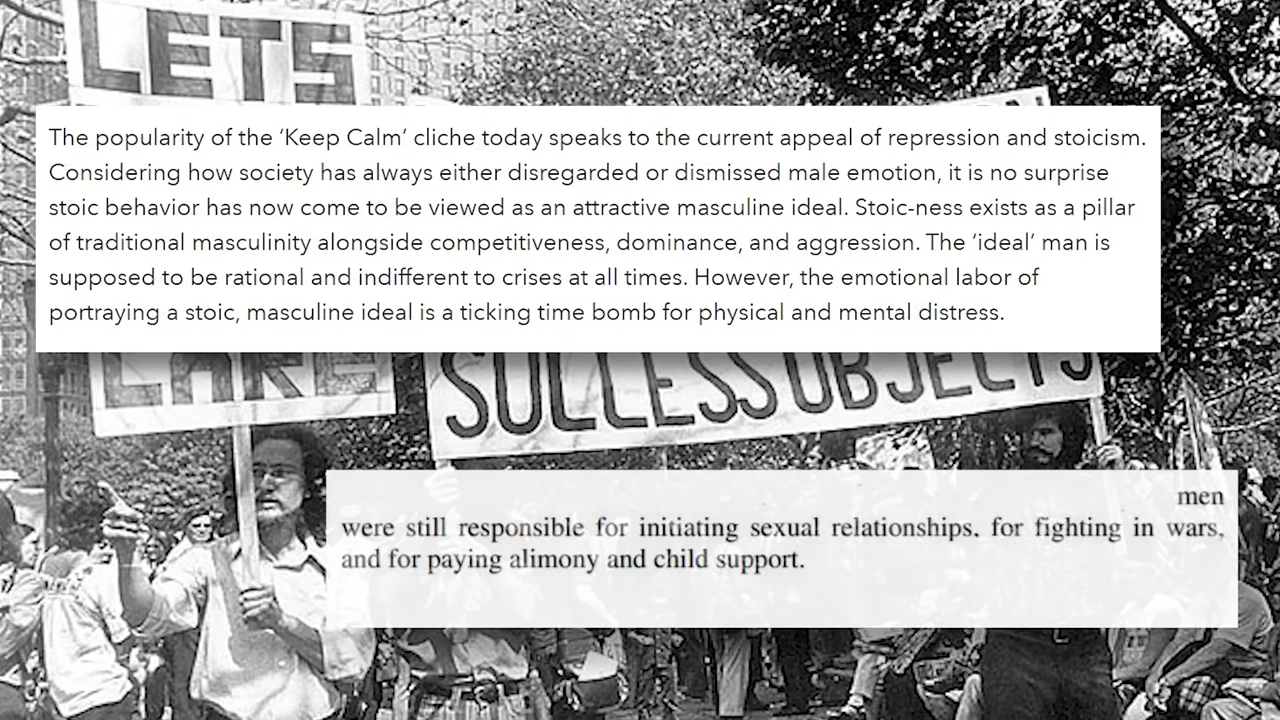 LETS
The popularity of the ‘Keep Calm’ cliche today speaks to the current appeal of repression and stoicism.
Considering how society has always either disregarded or dismissed male emotion, it is no surprise
stoic behavior has now come to be viewed as an attractive masculine ideal. Stoic-ness exists as a pillar
of traditional masculinity alongside competitiveness, dominance, and aggression. The ‘ideal’ man is
supposed to be rational and indifferent to crises at all times. However, the emotional labor of
portraying a stoic, masculine ideal is a ticking time bomb for physical and mental distress.
SUCCESS OBJECTS
men
were still responsible for initiating sexual relationships, for fighting in wars,
and for paying alimony and child support.